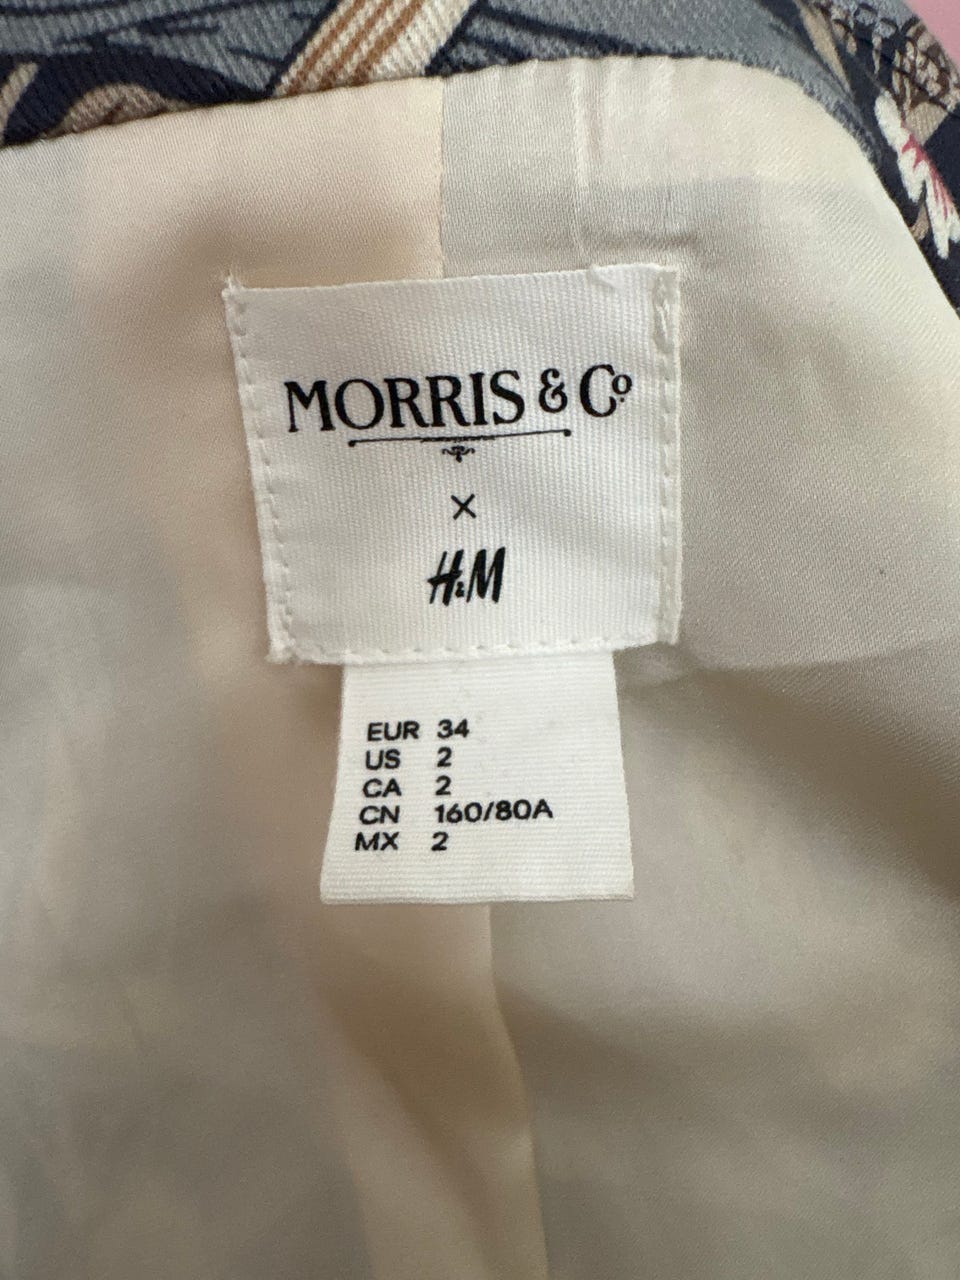 MORRIS & Co.
×
H&M
EUR 34
US 2
CA 2
CN 160/80A
MX 2